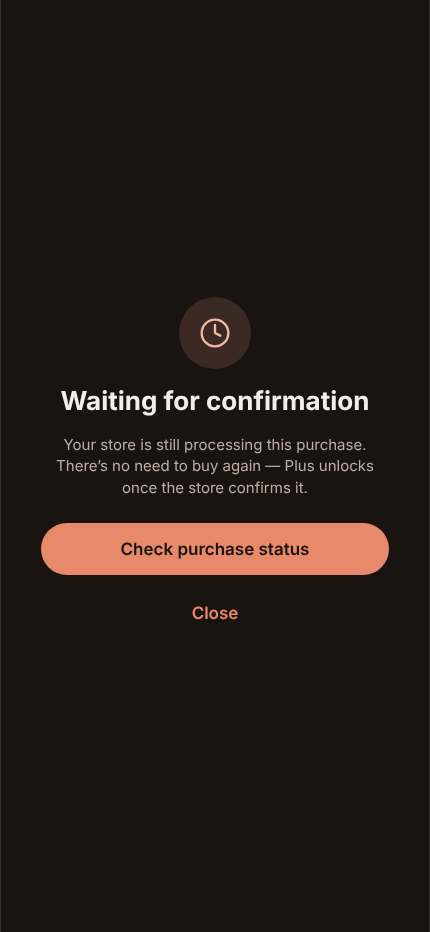 Waiting for confirmation
Your store is still processing this purchase.
There’s no need to buy again — Plus unlocks
once the store confirms it.
Check purchase status
Close